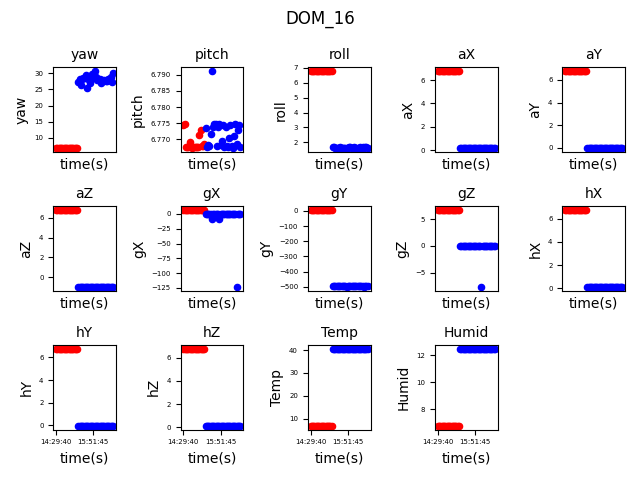 DOM_16
yaw pitch roll aX aY
yaw 30 25 20 15 10 pitch 6.790 6.785 6.780 6.775 6.770 roll 7 6 5 4 3 2 aX 6 4 2 0 aY 6 4 2 0
time(s) time(s) time(s) time(s) time(s)
aZ gX gY gZ hX
aZ 6 4 2 0 gX 0 −25 −50 −75 −100 −125 gY 0 −100 −200 −300 −400 −500 gZ 5 0 −5 hX 6 4 2 0
time(s) time(s) time(s) time(s) time(s)
hY hZ Temp Humid
hY 6 4 2 0 hZ 6 4 2 0 Temp 40 30 20 10 Humid 12 10 8
14:29:40 15:51:45 14:29:40 15:51:45 14:29:40 15:51:45 14:29:40 15:51:45
time(s) time(s) time(s) time(s)